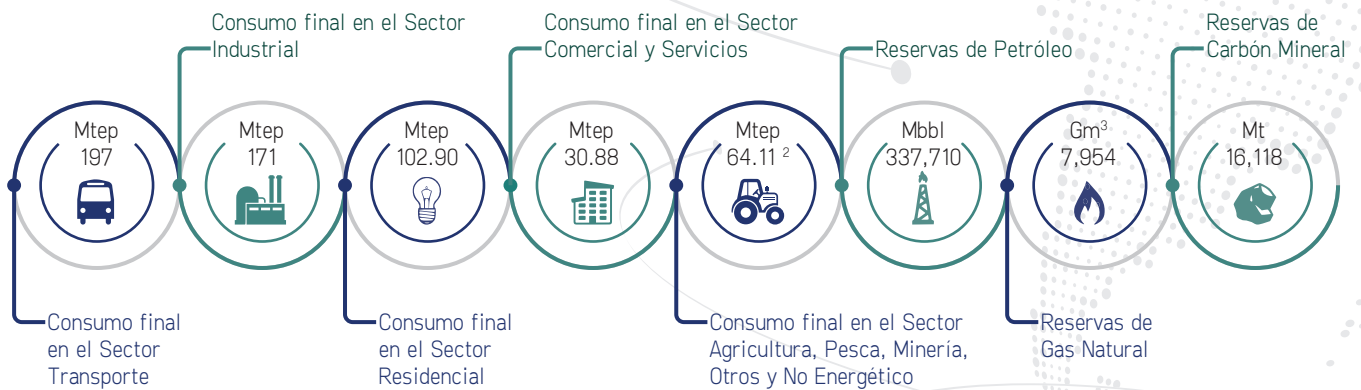 Consumo final en el Sector
Industrial
Consumo final en el Sector
Comercial y Servicios
Reservas de Petróleo
Reservas de
Carbón Mineral
Mtep
197
Mtep
171
Mtep
102.90
Mtep
30.88
Mtep
64.11 ²
Mbbl
337,710
Gm³
7,954
Mt
16,118
Consumo final
en el Sector
Transporte
Consumo final
en el Sector
Residencial
Consumo final en el Sector
Agricultura, Pesca, Minería,
Otros y No Energético
Reservas de
Gas Natural